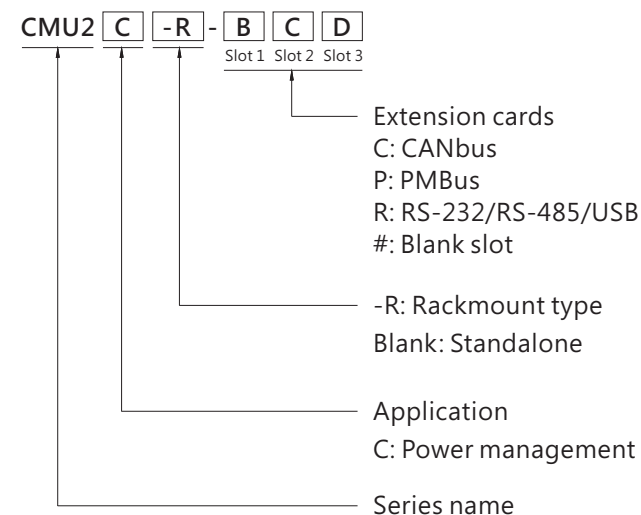 CMU2 C -R - B C D
Slot 1 Slot 2 Slot 3
Extension cards
C: CANbus
P: PMBus
R: RS-232/RS-485/USB
#: Blank slot
-R: Rackmount type
Blank: Standalone
Application
C: Power management
Series name